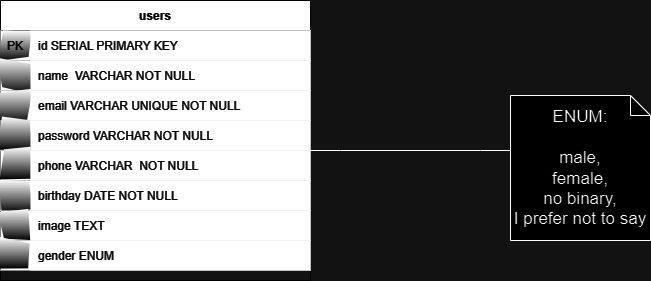 users
PK id SERIAL PRIMARY KEY
name VARCHAR NOT NULL
email VARCHAR UNIQUE NOT NULL
password VARCHAR NOT NULL
phone VARCHAR NOT NULL
birthday DATE NOT NULL
image TEXT
gender ENUM
ENUM:
male,
female,
no binary,
I prefer not to say